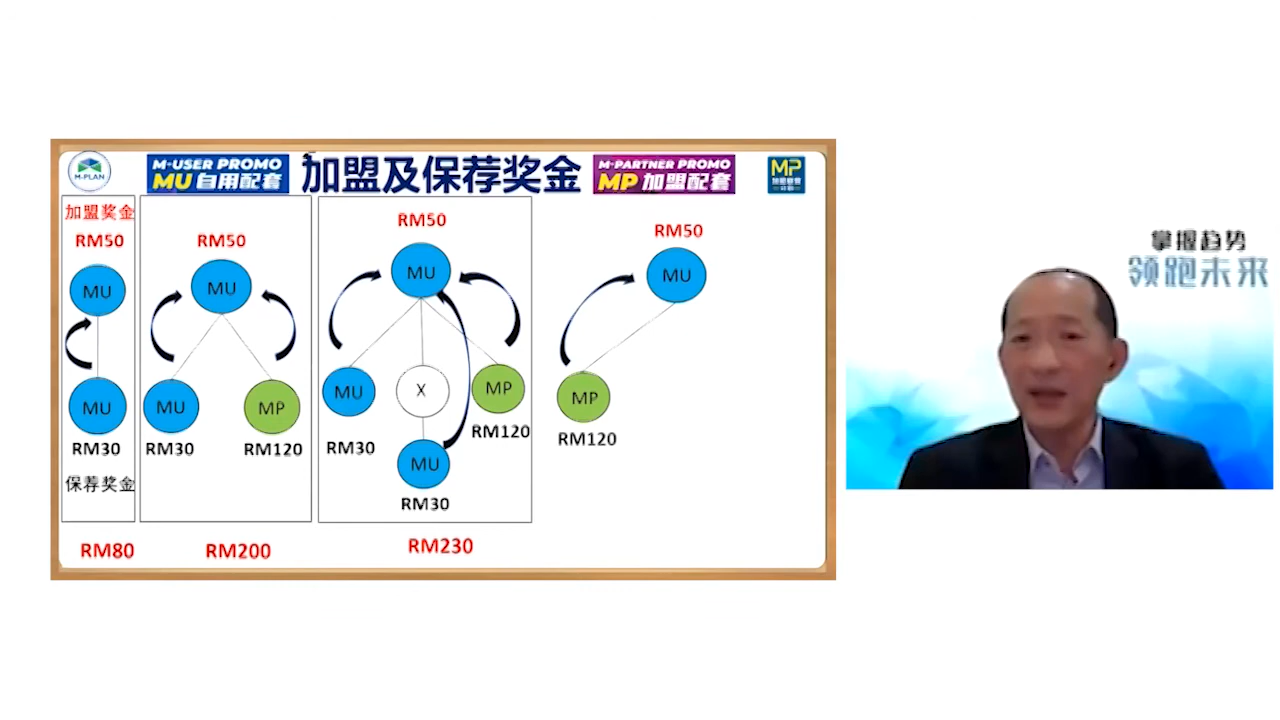 M-PLAN
M-USER PROMO
MU 自用配套
加盟及保荐奖金
M-PARTNER PROMO
MP 加盟配套
MP
加盟奖金
RM50
MU
MU
RM30
保荐奖金
RM80
RM50
MU
MU
MP
RM30
RM120
RM200
RM50
MU
MU
X
MP
RM30
RM120
MU
RM30
RM230
RM50
MU
MP
RM120
掌握趋势
领跑未来